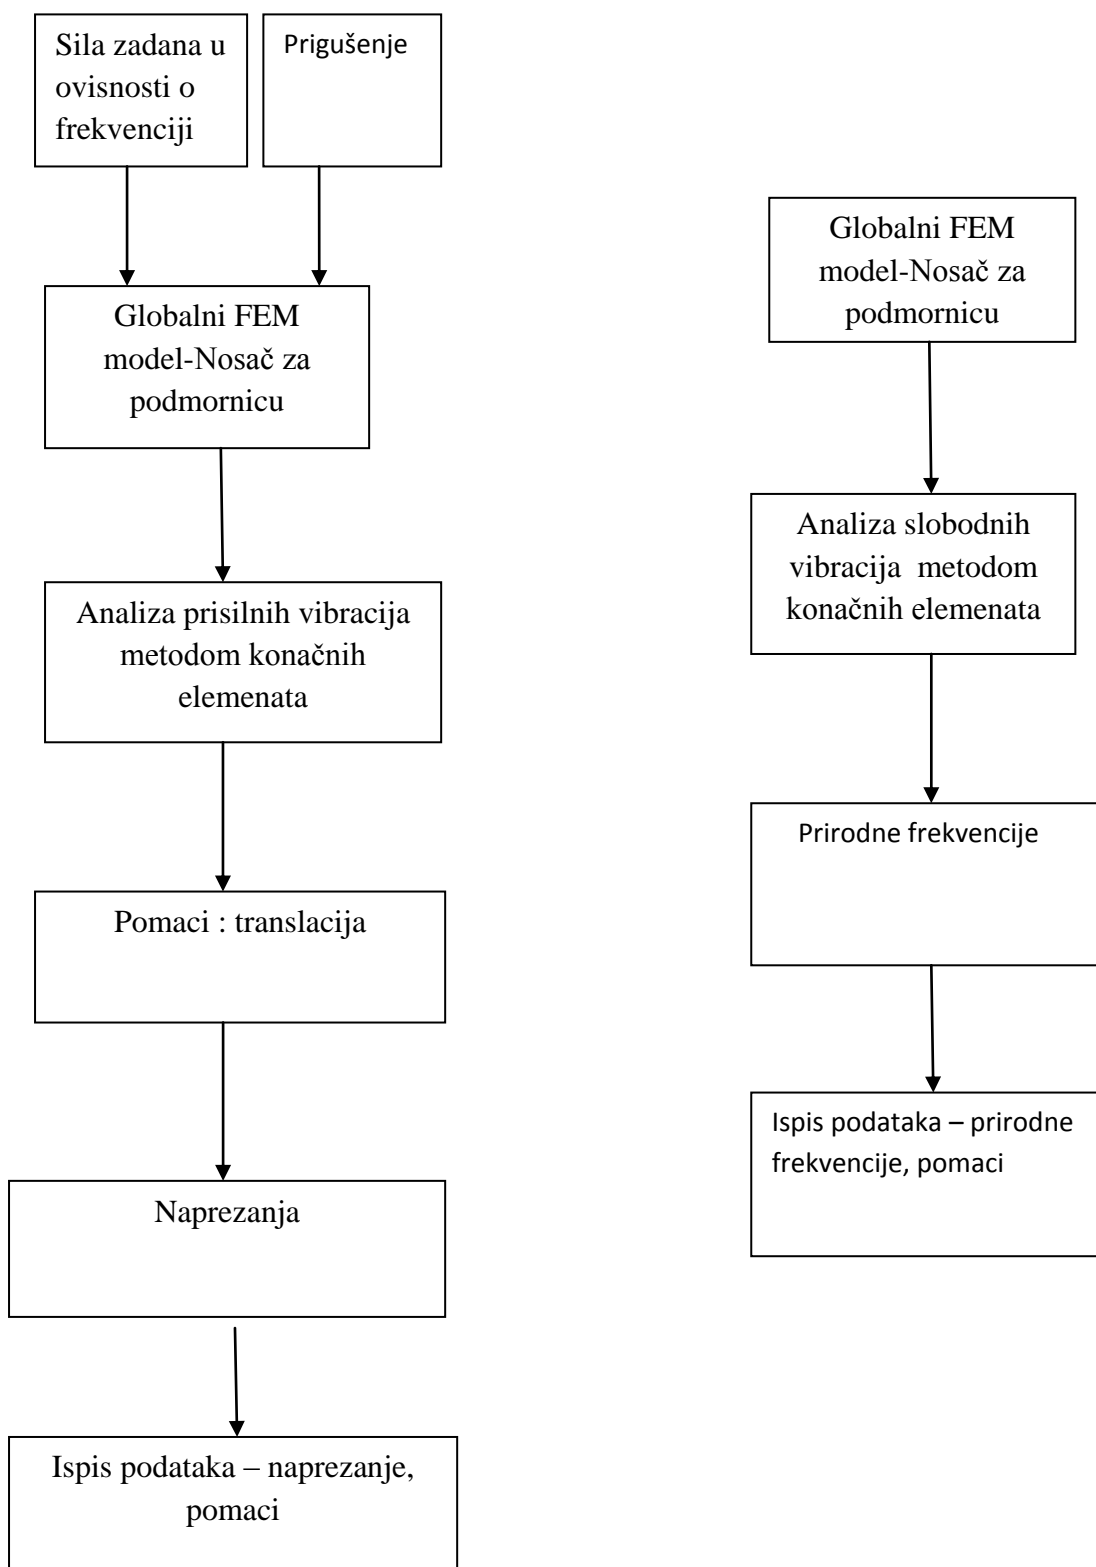 Sila zadana u
ovisnosti o
frekvenciji
Prigušenje
Globalni FEM
model-Nosač za
podmornicu
Analiza prisilnih vibracija
metodom konačnih
elemenata
Pomaci : translacija
Naprezanja
Ispis podataka – naprezanje,
pomaci
Globalni FEM
model-Nosač za
podmornicu
Analiza slobodnih
vibracija metodom
konačnih elemenata
Prirodne frekvencije
Ispis podataka – prirodne
frekvencije, pomaci